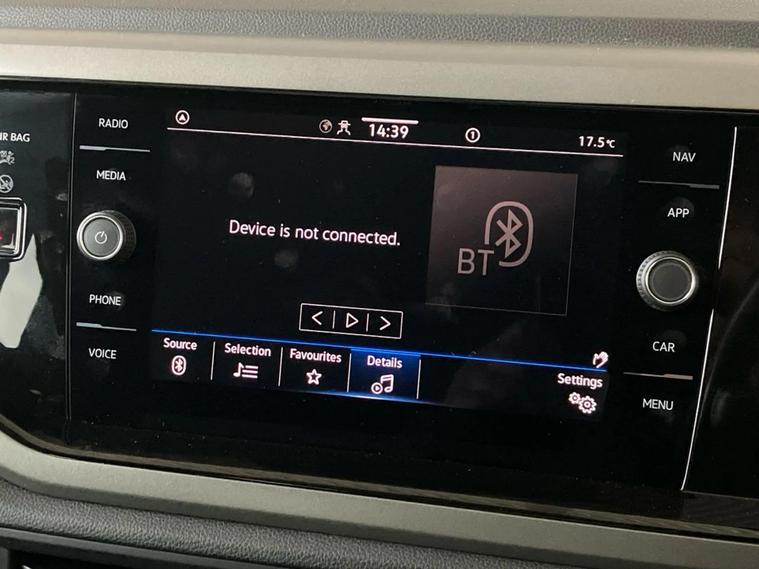 IR BAG
RADIO
MEDIA
PHONE
VOICE
14:39
1
17.5°C
Device is not connected.
BT
Source
Selection
Favourites
Details
Settings
NAV
APP
CAR
MENU